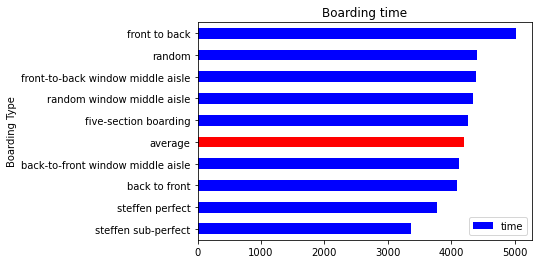 Boarding time
Boarding Type
front to back
random
front-to-back window middle aisle
random window middle aisle
five-section boarding
average
back-to-front window middle aisle
back to front
steffen perfect
steffen sub-perfect
time
0 1000 2000 3000 4000 5000